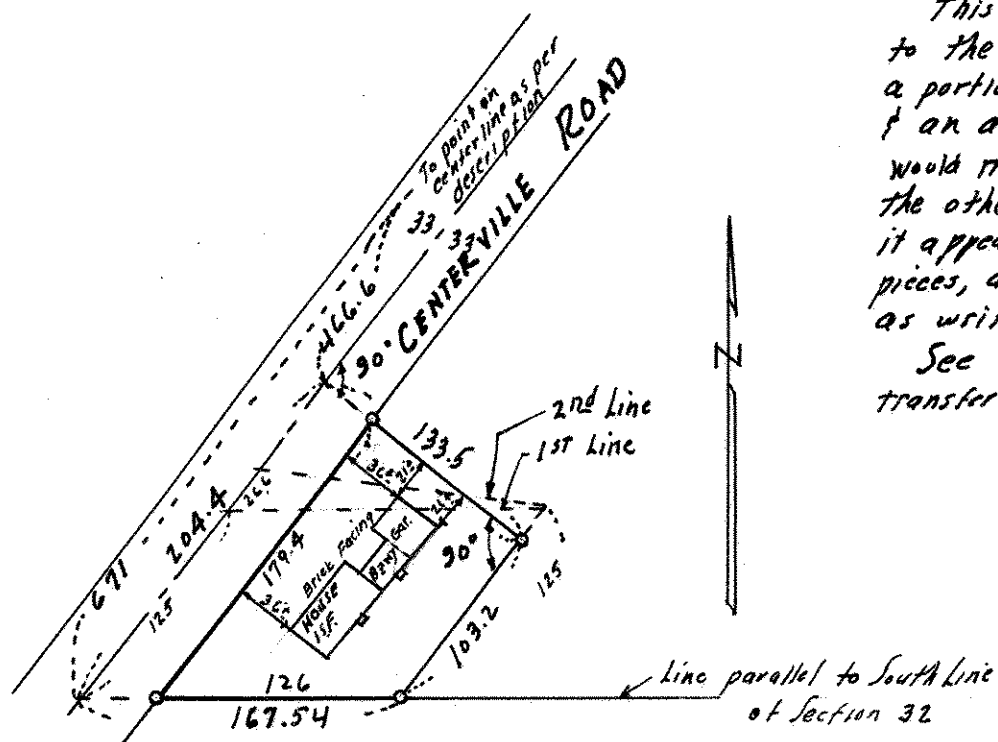 This
to the
a portio
& an a
would m
the othe
it appea
pieces, a
as writ
See
transfer
To point on
centerline as per
description
33, 33
CENTERVILLE ROAD
466.6
90°
2nd Line
1st Line
133.5
N
671
204.4
266
125
179.4
Brick Facing
House
1 S.F.
Bzwy
Gar.
90°
125
103.2
126
167.54
Line parallel to South Line
of Section 32